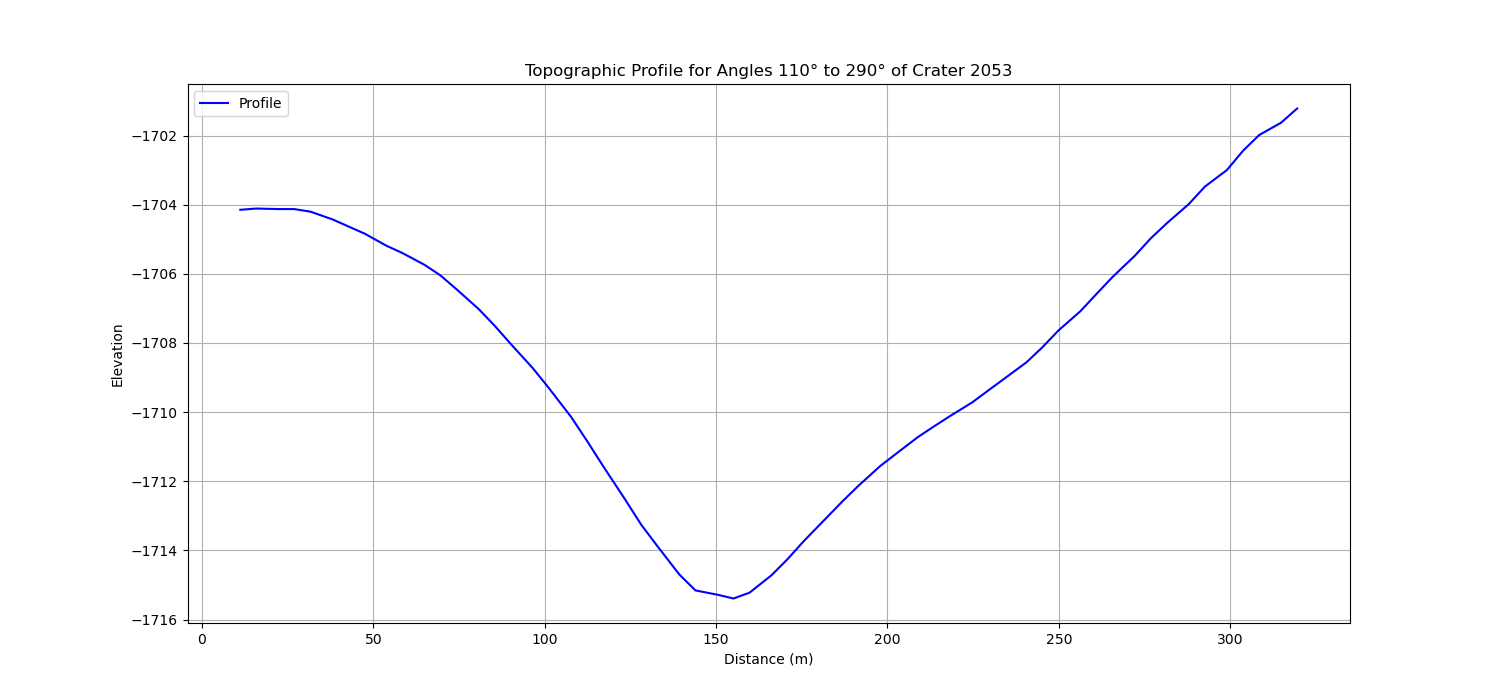 Topographic Profile for Angles 110° to 290° of Crater 2053
Profile
−1702
−1704
−1706
−1708
−1710
−1712
−1714
−1716
Elevation
0 50 100 150 200 250 300
Distance (m)